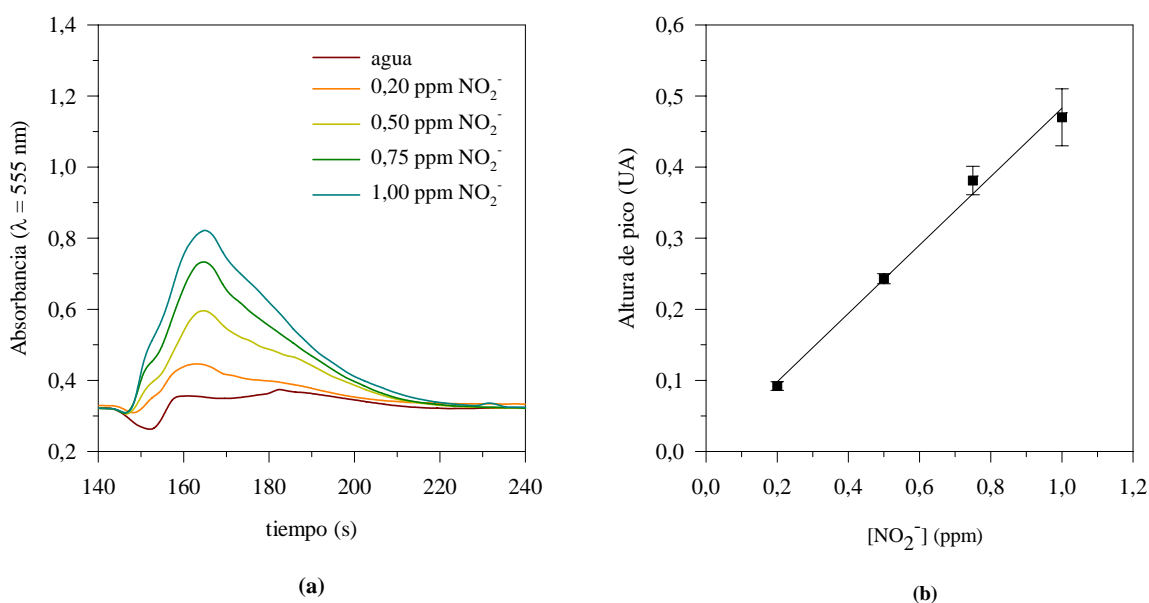 1,4
1,2
1,0
0,8
0,6
0,4
0,2
Absorbancia (λ = 555 nm)
agua
0,20 ppm NO₂⁻
0,50 ppm NO₂⁻
0,75 ppm NO₂⁻
1,00 ppm NO₂⁻
140 160 180 200 220 240
tiempo (s)
(a)
0,6
0,5
0,4
0,3
0,2
0,1
0,0
Altura de pico (UA)
0,0 0,2 0,4 0,6 0,8 1,0 1,2
[NO₂⁻] (ppm)
(b)